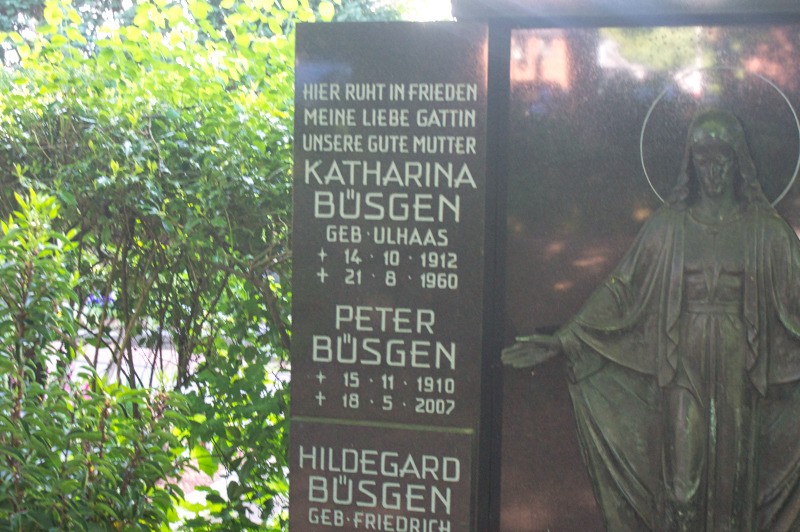 HIER RUHT IN FRIEDEN
MEINE LIEBE GATTIN
UNSERE GUTE MUTTER
KATHARINA
BÜSGEN
GEB · ULHAAS
+ 14 · 10 · 1912
+ 21 · 8 · 1960
PETER
BÜSGEN
+ 15 · 11 · 1910
+ 18 · 5 · 2007
HILDEGARD
BÜSGEN
GEB · FRIEDRICH